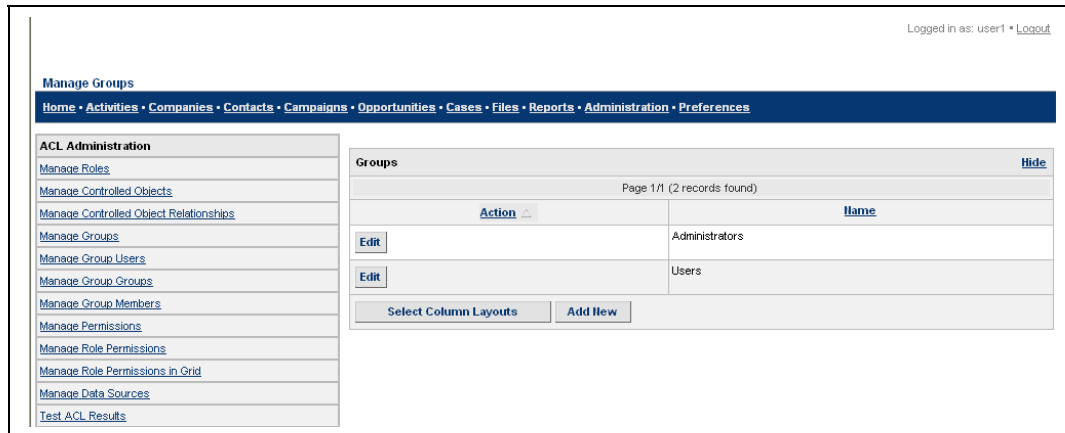 Logged in as: user1 • Logout
Manage Groups
Home • Activities • Companies • Contacts • Campaigns • Opportunities • Cases • Files • Reports • Administration • Preferences
ACL Administration
Manage Roles
Manage Controlled Objects
Manage Controlled Object Relationships
Manage Groups
Manage Group Users
Manage Group Groups
Manage Group Members
Manage Permissions
Manage Role Permissions
Manage Role Permissions in Grid
Manage Data Sources
Test ACL Results
Groups Hide
Page 1/1 (2 records found)
Action Name
Edit Administrators
Edit Users
Select Column Layouts Add New